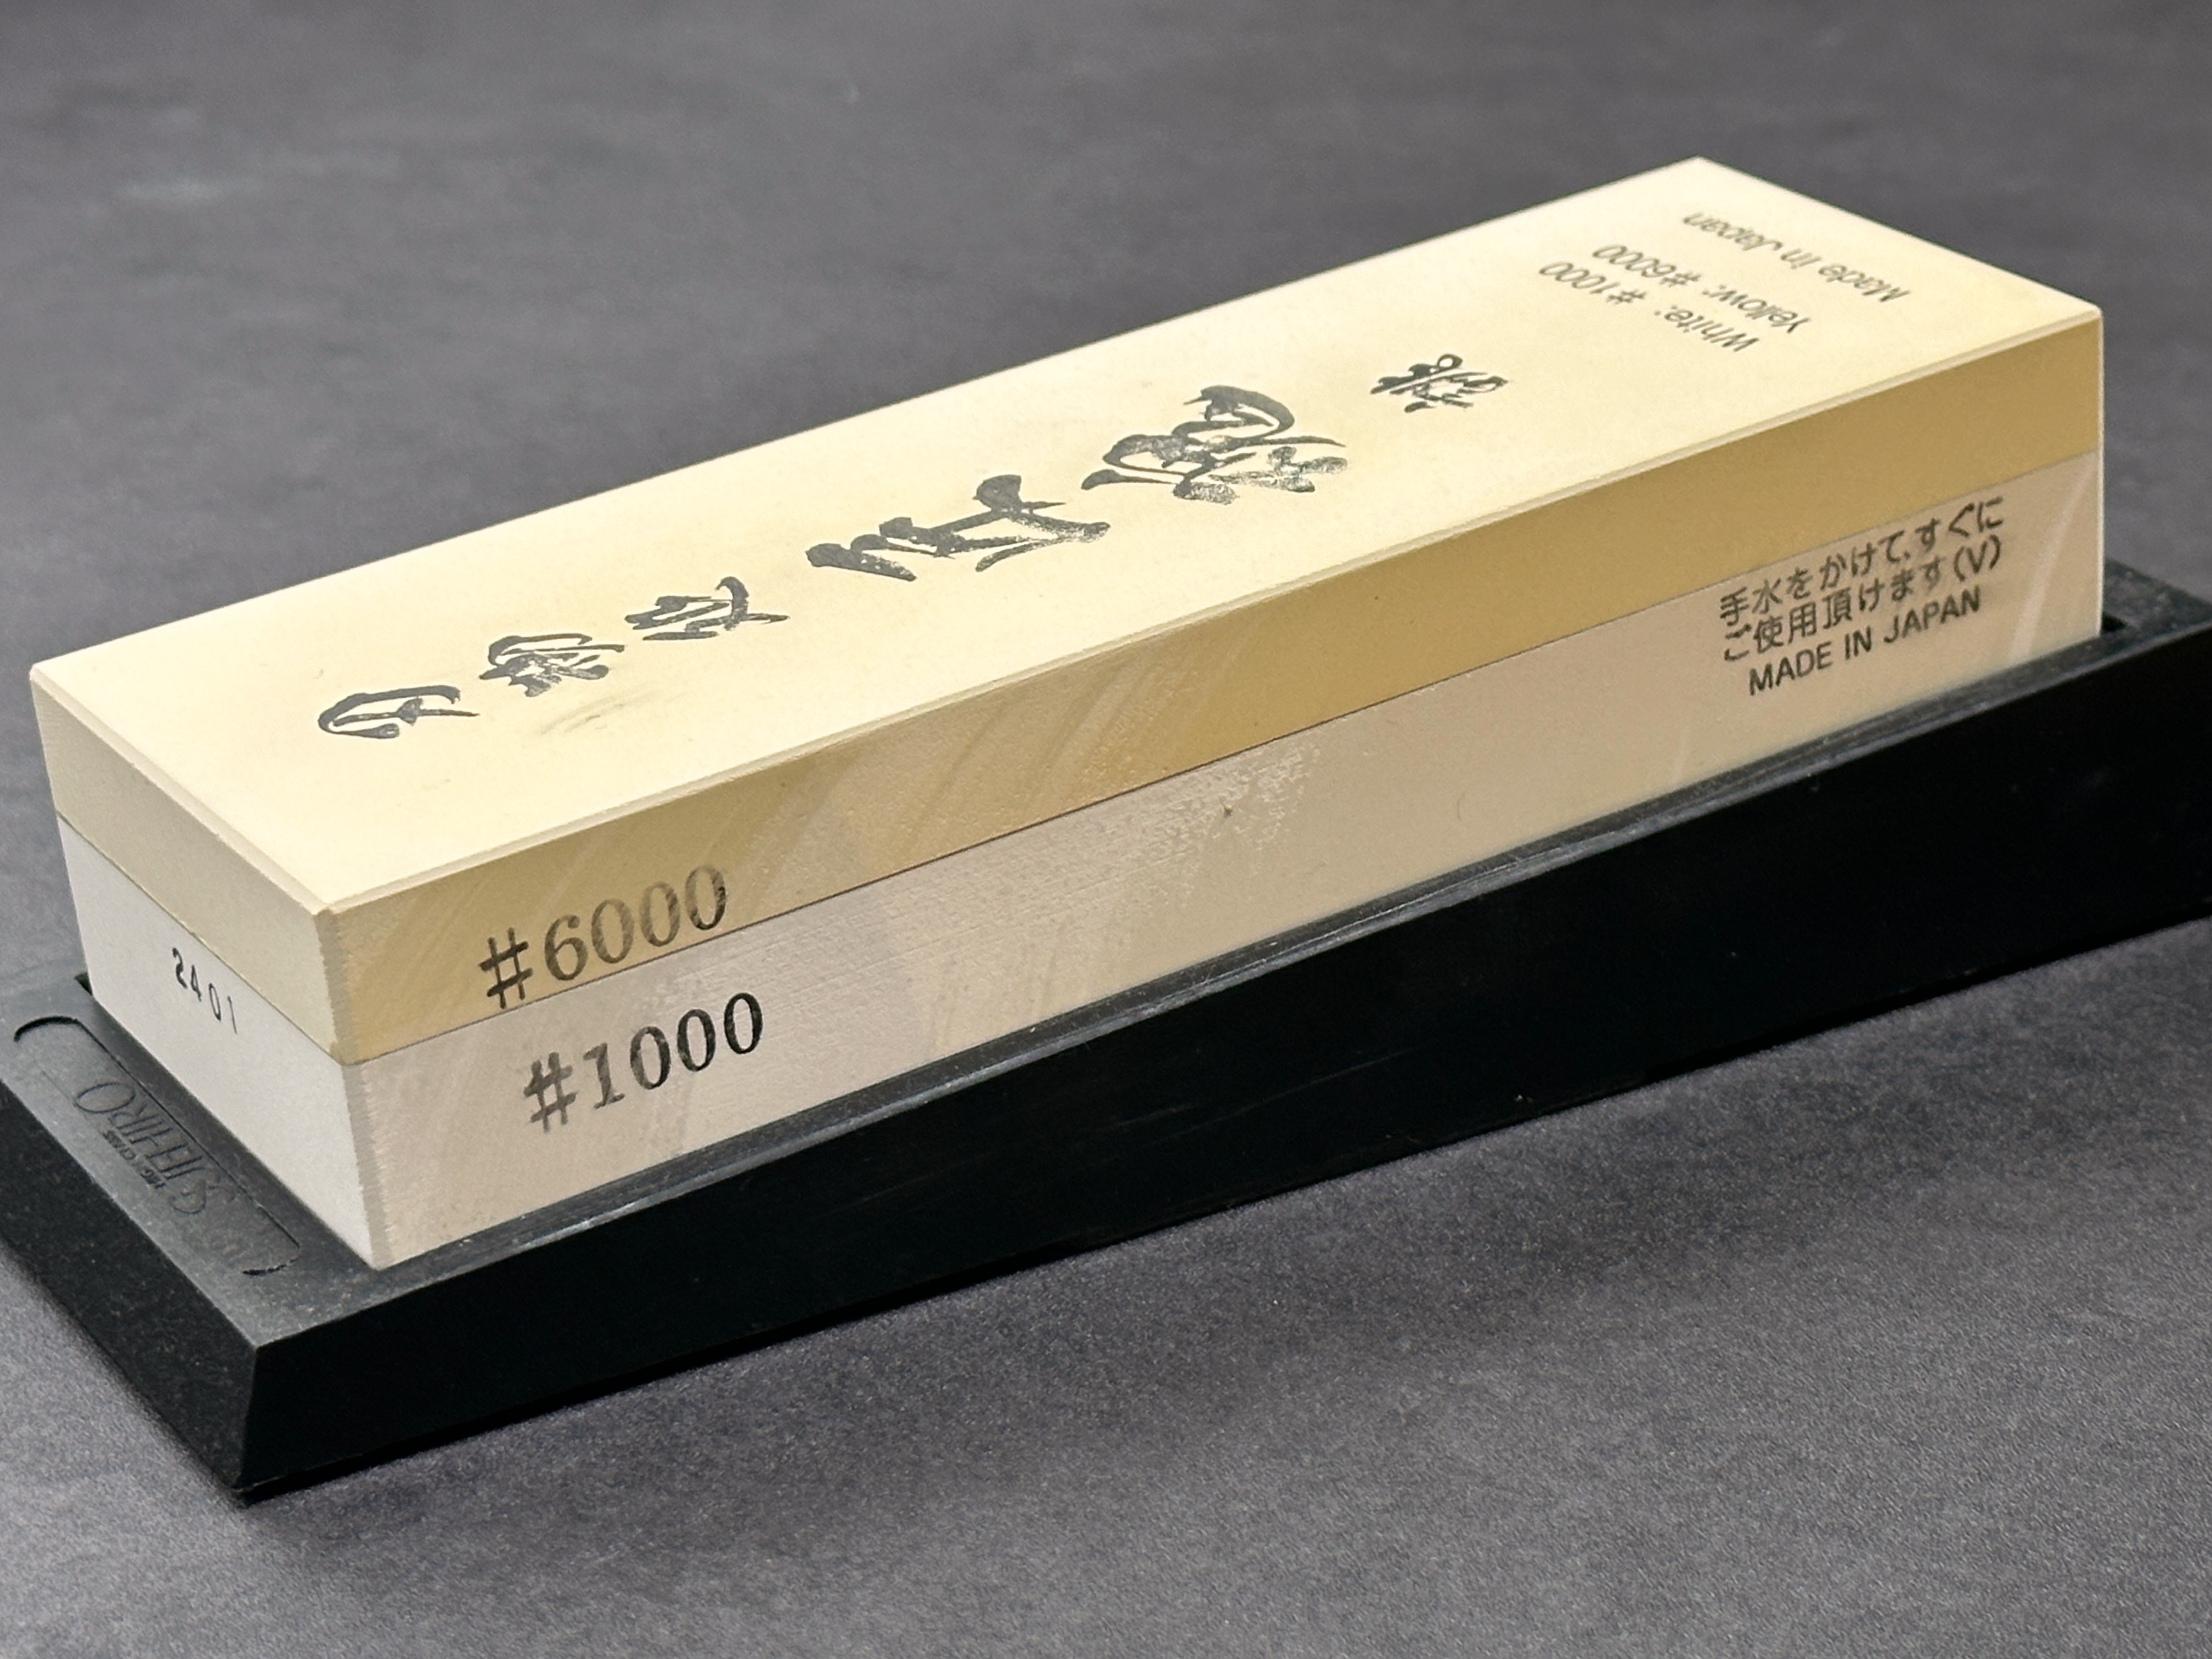 誂
White: #1000
Yellow: #6000
Made in Japan
#6000
#1000
手水をかけて、すぐに
ご使用頂けます(V)
MADE IN JAPAN
2401
SUEHIRO